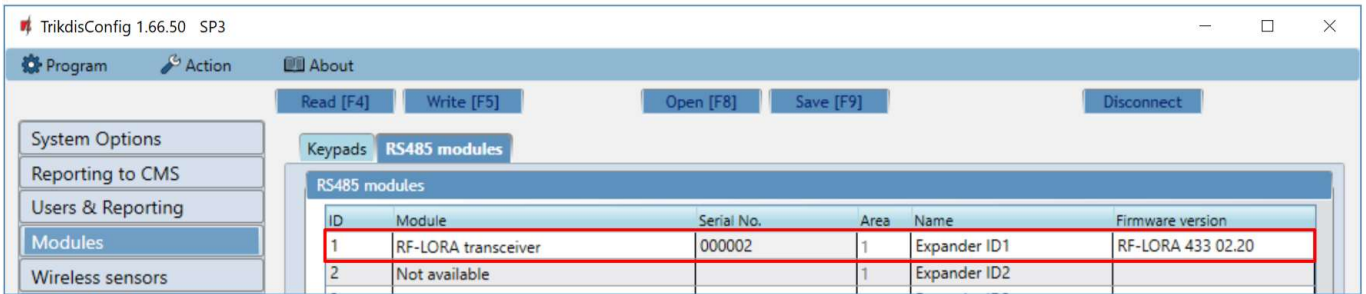 TrikdisConfig 1.66.50 SP3
Program Action About
Read [F4] Write [F5] Open [F8] Save [F9] Disconnect
System Options
Reporting to CMS
Users & Reporting
Modules
Wireless sensors
Keypads RS485 modules
RS485 modules
ID Module Serial No. Area Name Firmware version
1 RF-LORA transceiver 000002 1 Expander ID1 RF-LORA 433 02.20
2 Not available 1 Expander ID2